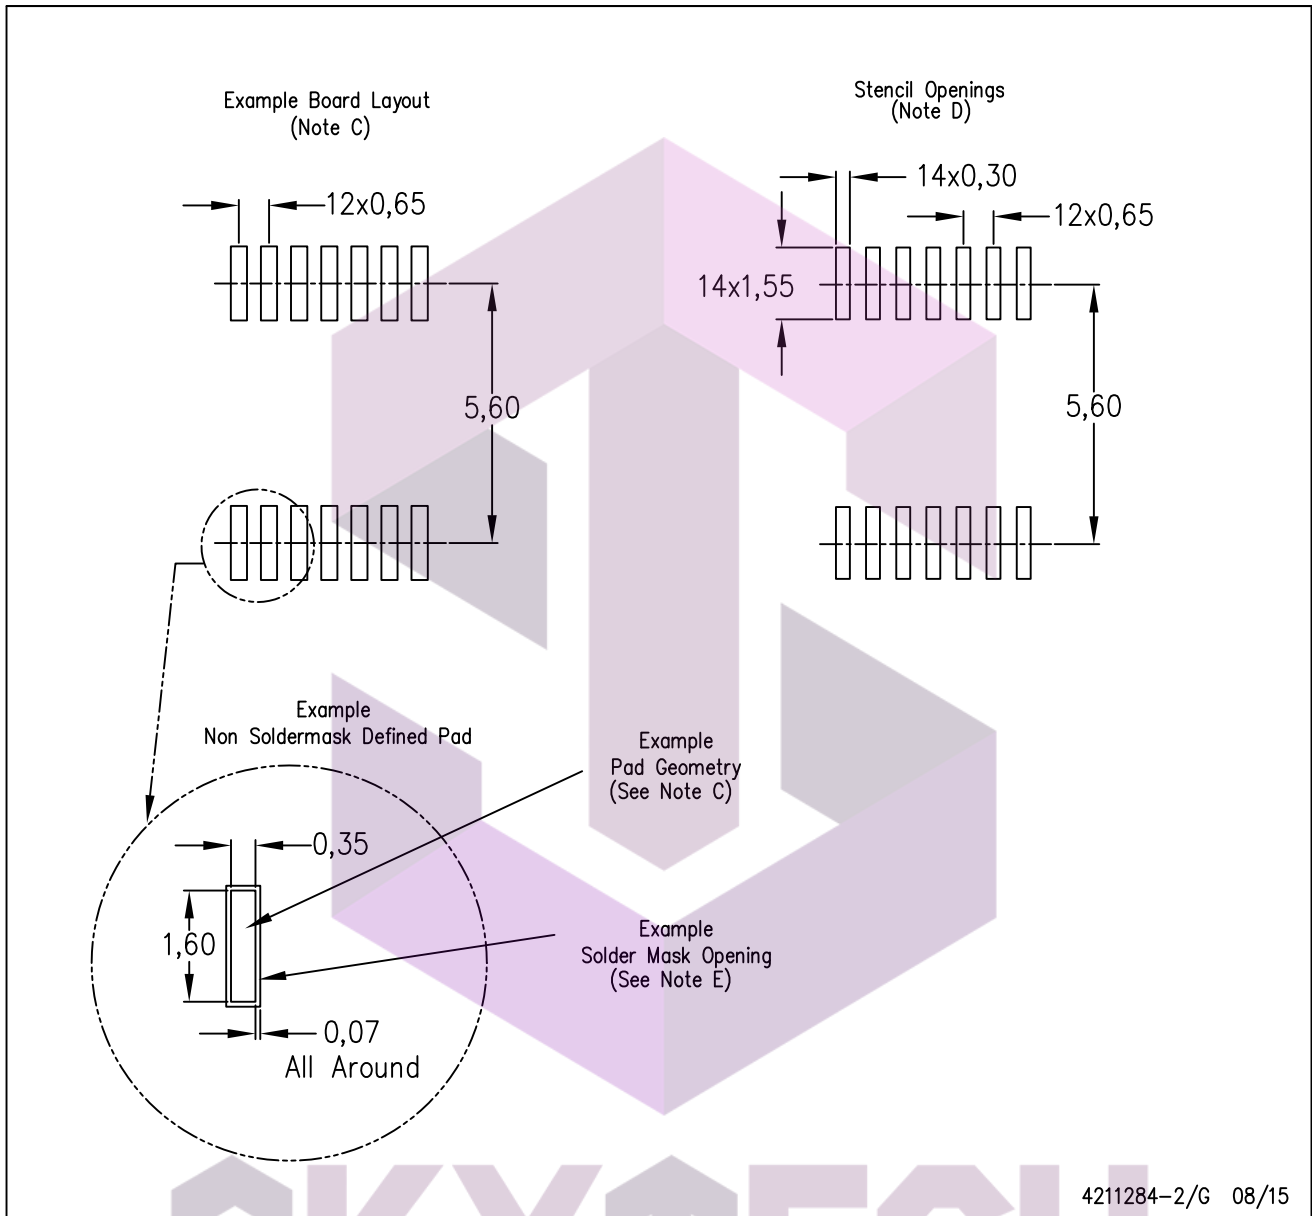 Example Board Layout
(Note C)
Stencil Openings
(Note D)
12x0,65
14x0,30
12x0,65
14x1,55
5,60
5,60
Example
Non Soldermask Defined Pad
Example
Pad Geometry
(See Note C)
0,35
1,60
Example
Solder Mask Opening
(See Note E)
0,07
All Around
4211284-2/G 08/15